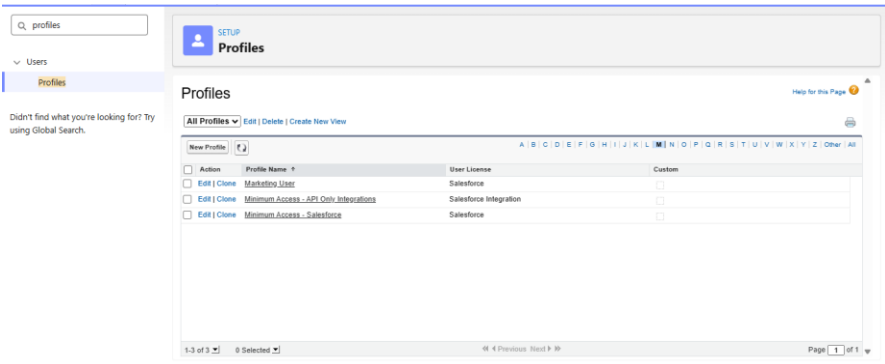 profiles
Users
Profiles
Didn't find what you're looking for? Try
using Global Search.
SETUP
Profiles
Profiles
Help for this Page
All Profiles Edit | Delete | Create New View
New Profile
A | B | C | D | E | F | G | H | I | J | K | L | M | N | O | P | Q | R | S | T | U | V | W | X | Y | Z | Other | All
Action Profile Name ↑ User License Custom
Edit | Clone Marketing User Salesforce
Edit | Clone Minimum Access - API Only Integrations Salesforce Integration
Edit | Clone Minimum Access - Salesforce Salesforce
1-3 of 3 0 Selected Previous Next Page 1 of 1